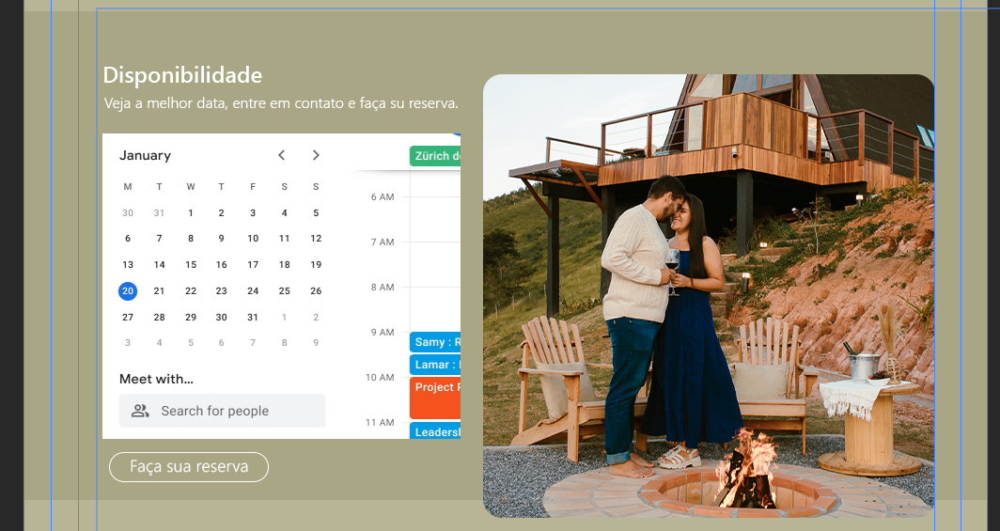 Disponibilidade
Veja a melhor data, entre em contato e faça su reserva.
January
M T W T F S S
30 31 1 2 3 4 5
6 7 8 9 10 11 12
13 14 15 16 17 18 19
20 21 22 23 24 25 26
27 28 29 30 31 1 2
3 4 5 6 7 8 9
Meet with...
Search for people
Zürich d
6 AM
7 AM
8 AM
9 AM
Samy : R
Lamar :
10 AM
Project
11 AM
Leaders
Faça sua reserva